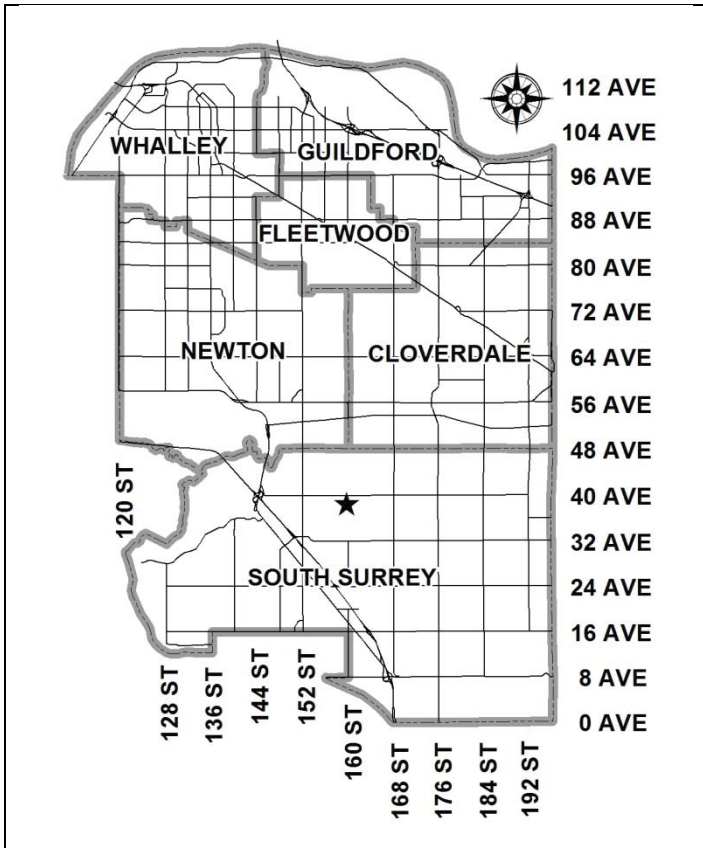 112 AVE
104 AVE
WHALLEY
GUILDFORD
96 AVE
88 AVE
FLEETWOOD
80 AVE
72 AVE
NEWTON
CLOVERDALE
64 AVE
56 AVE
48 AVE
120 ST
40 AVE
32 AVE
SOUTH SURREY
24 AVE
16 AVE
8 AVE
0 AVE
128 ST
136 ST
144 ST
152 ST
160 ST
168 ST
176 ST
184 ST
192 ST